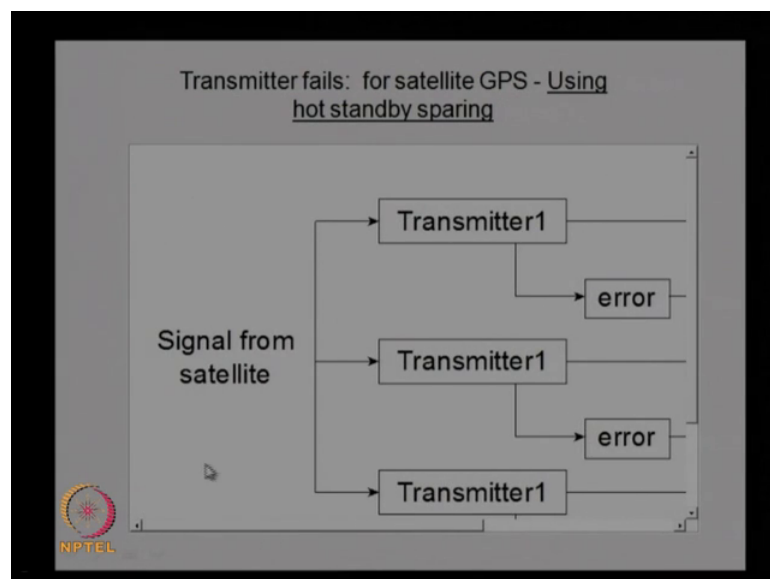 Transmitter fails: for satellite GPS - Using
hot standby sparing
Transmitter1
error
Signal from
satellite
Transmitter1
error
Transmitter1
NPTEL